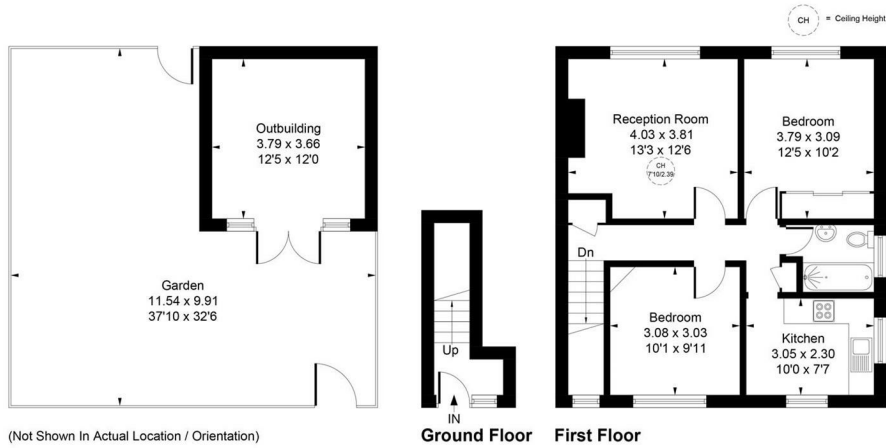 CH = Ceiling Height
Outbuilding
3.79 x 3.66
12'5 x 12'0
Garden
11.54 x 9.91
37'10 x 32'6
(Not Shown In Actual Location / Orientation)
Up
IN
Ground Floor
Reception Room
4.03 x 3.81
13'3 x 12'6
CH
7'10/2.39
Bedroom
3.79 x 3.09
12'5 x 10'2
Dn
Bedroom
3.08 x 3.03
10'1 x 9'11
Kitchen
3.05 x 2.30
10'0 x 7'7
First Floor